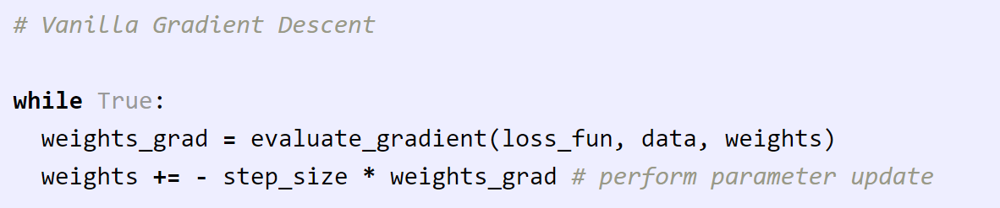 # Vanilla Gradient Descent
while True:
weights_grad = evaluate_gradient(loss_fun, data, weights)
weights += - step_size * weights_grad # perform parameter update